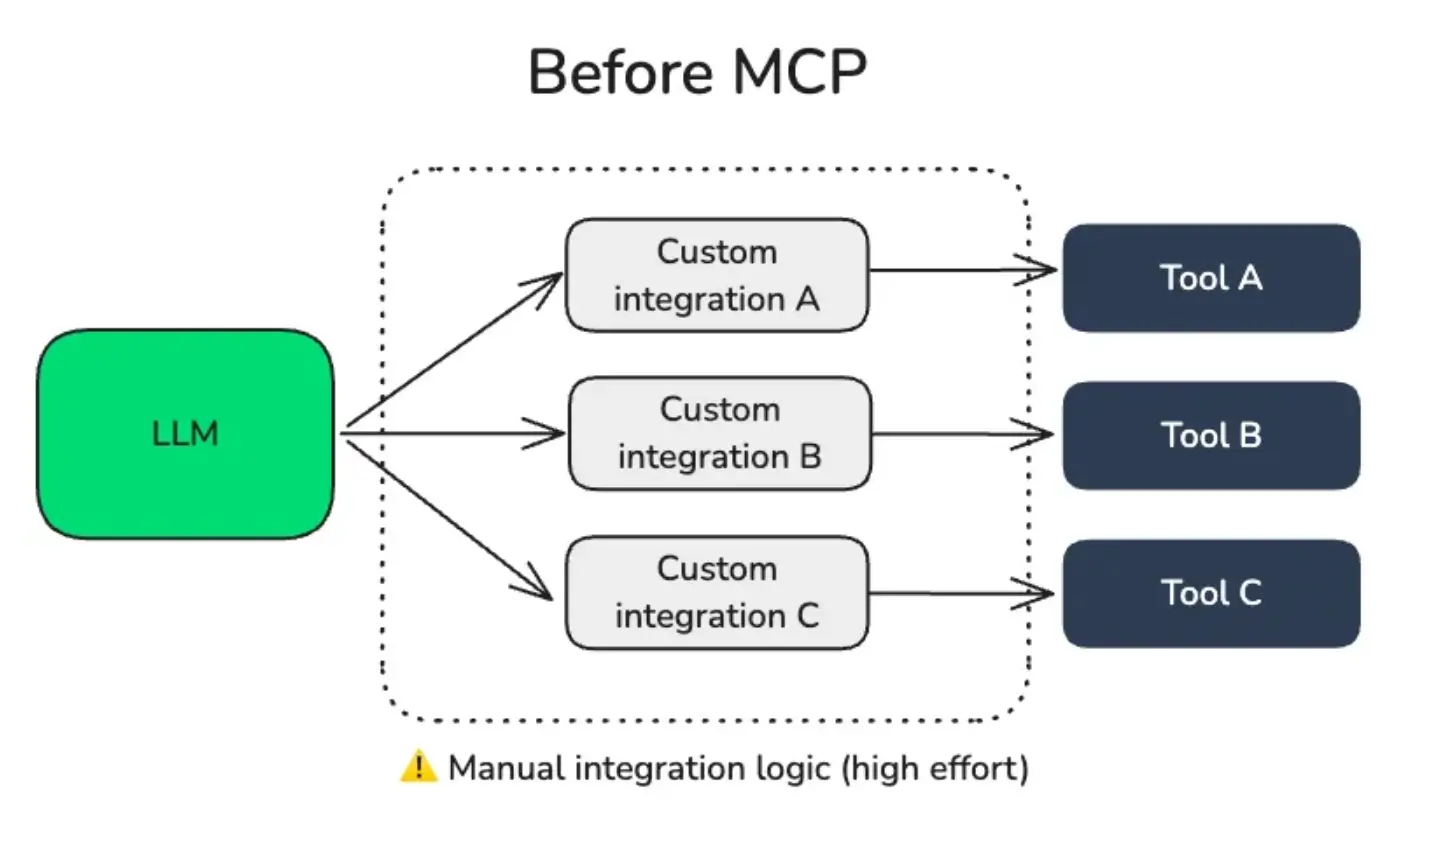 Before MCP
LLM
Custom
integration A
Tool A
Custom
integration B
Tool B
Custom
integration C
Tool C
⚠️ Manual integration logic (high effort)